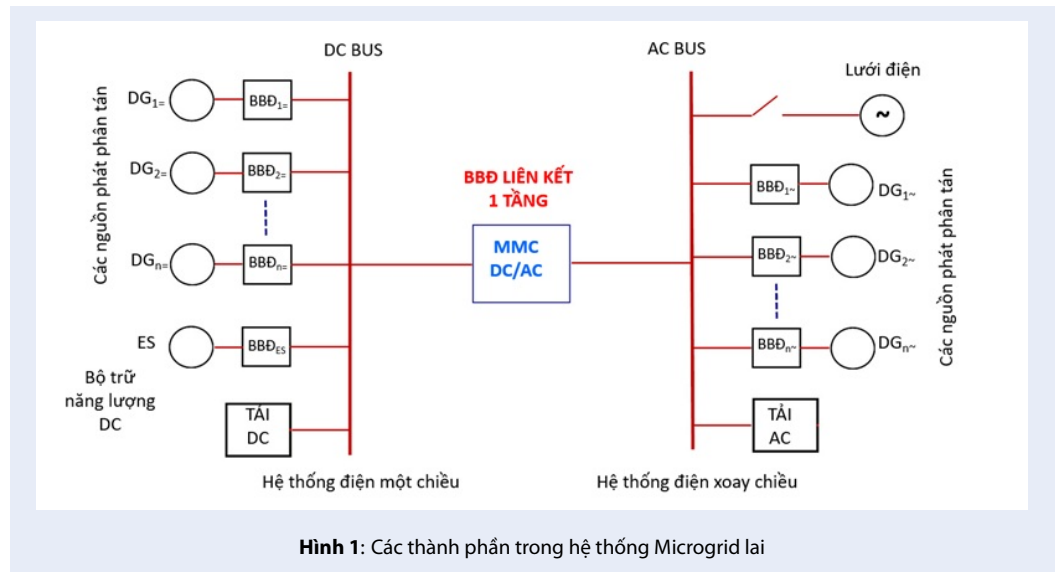 DC BUS
AC BUS
Lưới điện
Các nguồn phát phân tán
DG1=
BBĐ1=
DG2=
BBĐ2=
DGn=
BBĐn=
ES
BBĐES
Bộ trữ
năng lượng
DC
TẢI
DC
Hệ thống điện một chiều
BBĐ LIÊN KẾT
1 TẦNG
MMC
DC/AC
~
BBĐ1~
DG1~
BBĐ2~
DG2~
BBĐn~
DGn~
Các nguồn phát phân tán
TẢI
AC
Hệ thống điện xoay chiều
Hình 1: Các thành phần trong hệ thống Microgrid lai